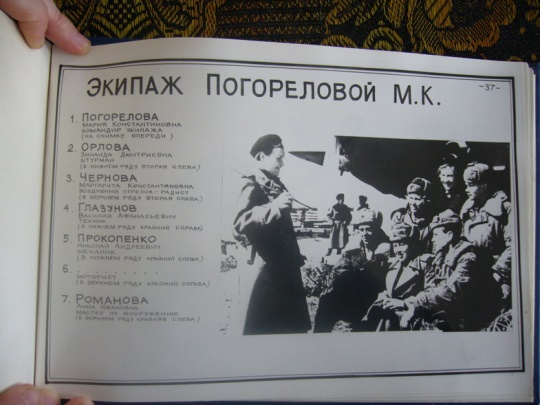 Экипаж Погореловой М.К.
-37-
1. Погорелова
Мария Константиновна
командир экипажа
(на снимке впереди)
2. Орлова
Зинаида Дмитриевна
штурман
(в нижнем ряду вторая слева)
3. Чернова
Маргарита Константиновна
воздушный стрелок-радист
(в верхнем ряду вторая слева)
4 Глазунов
Василий Афанасьевич
техник
(в нижнем ряду крайний справа)
5. Прокопенко
Николай Андреевич
механик
(в нижнем ряду крайний слева)
6. . . . . . . . . .
моторист
(в верхнем ряду крайний справа)
7. Романова
Анна Ивановна
мастер по вооружению
(в верхнем ряду крайняя слева)